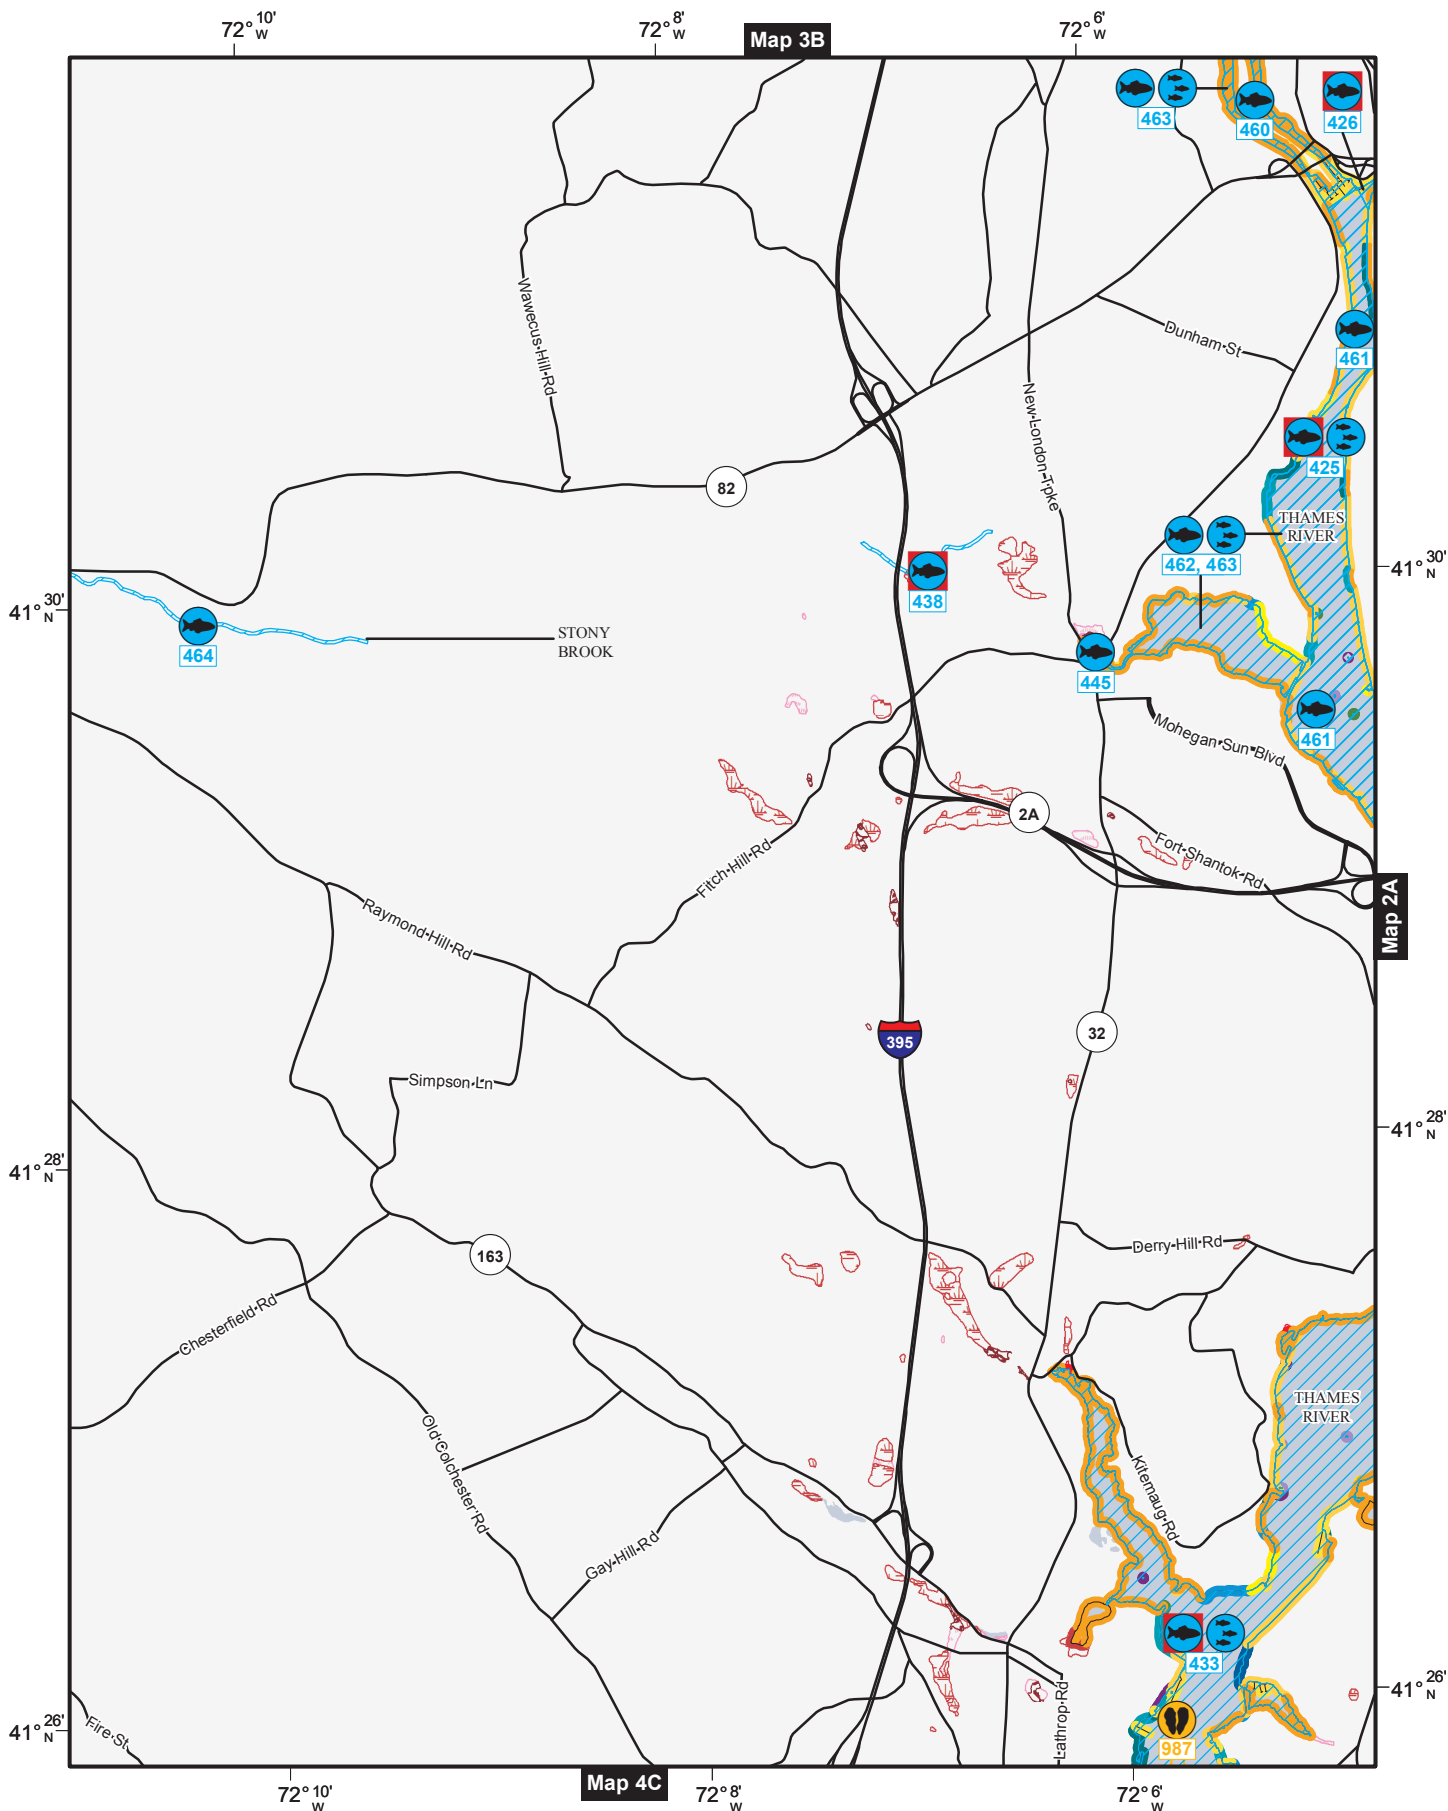 72° 10' W
72° 8' W
72° 6' W
Map 3B
463
460
426
Wawecus Hill Rd
Dunham St
461
New London Tpke
425
82
THAMES
RIVER
462, 463
41° 30' N
438
41° 30' N
464
STONY
BROOK
445
Mohegan Sun Blvd
461
2A
Fort Shantok Rd
Fitch Hill Rd
Map 2A
Raymond Hill Rd
395
32
Simpson Ln
41° 28' N
41° 28' N
163
Derry Hill Rd
Chesterfield Rd
THAMES
RIVER
Old Colchester Rd
Kitemaug Rd
Gay Hill Rd
433
41° 26' N
Lathrop Rd
41° 26' N
Fire St
987
Map 4C
72° 10' W
72° 8' W
72° 6' W